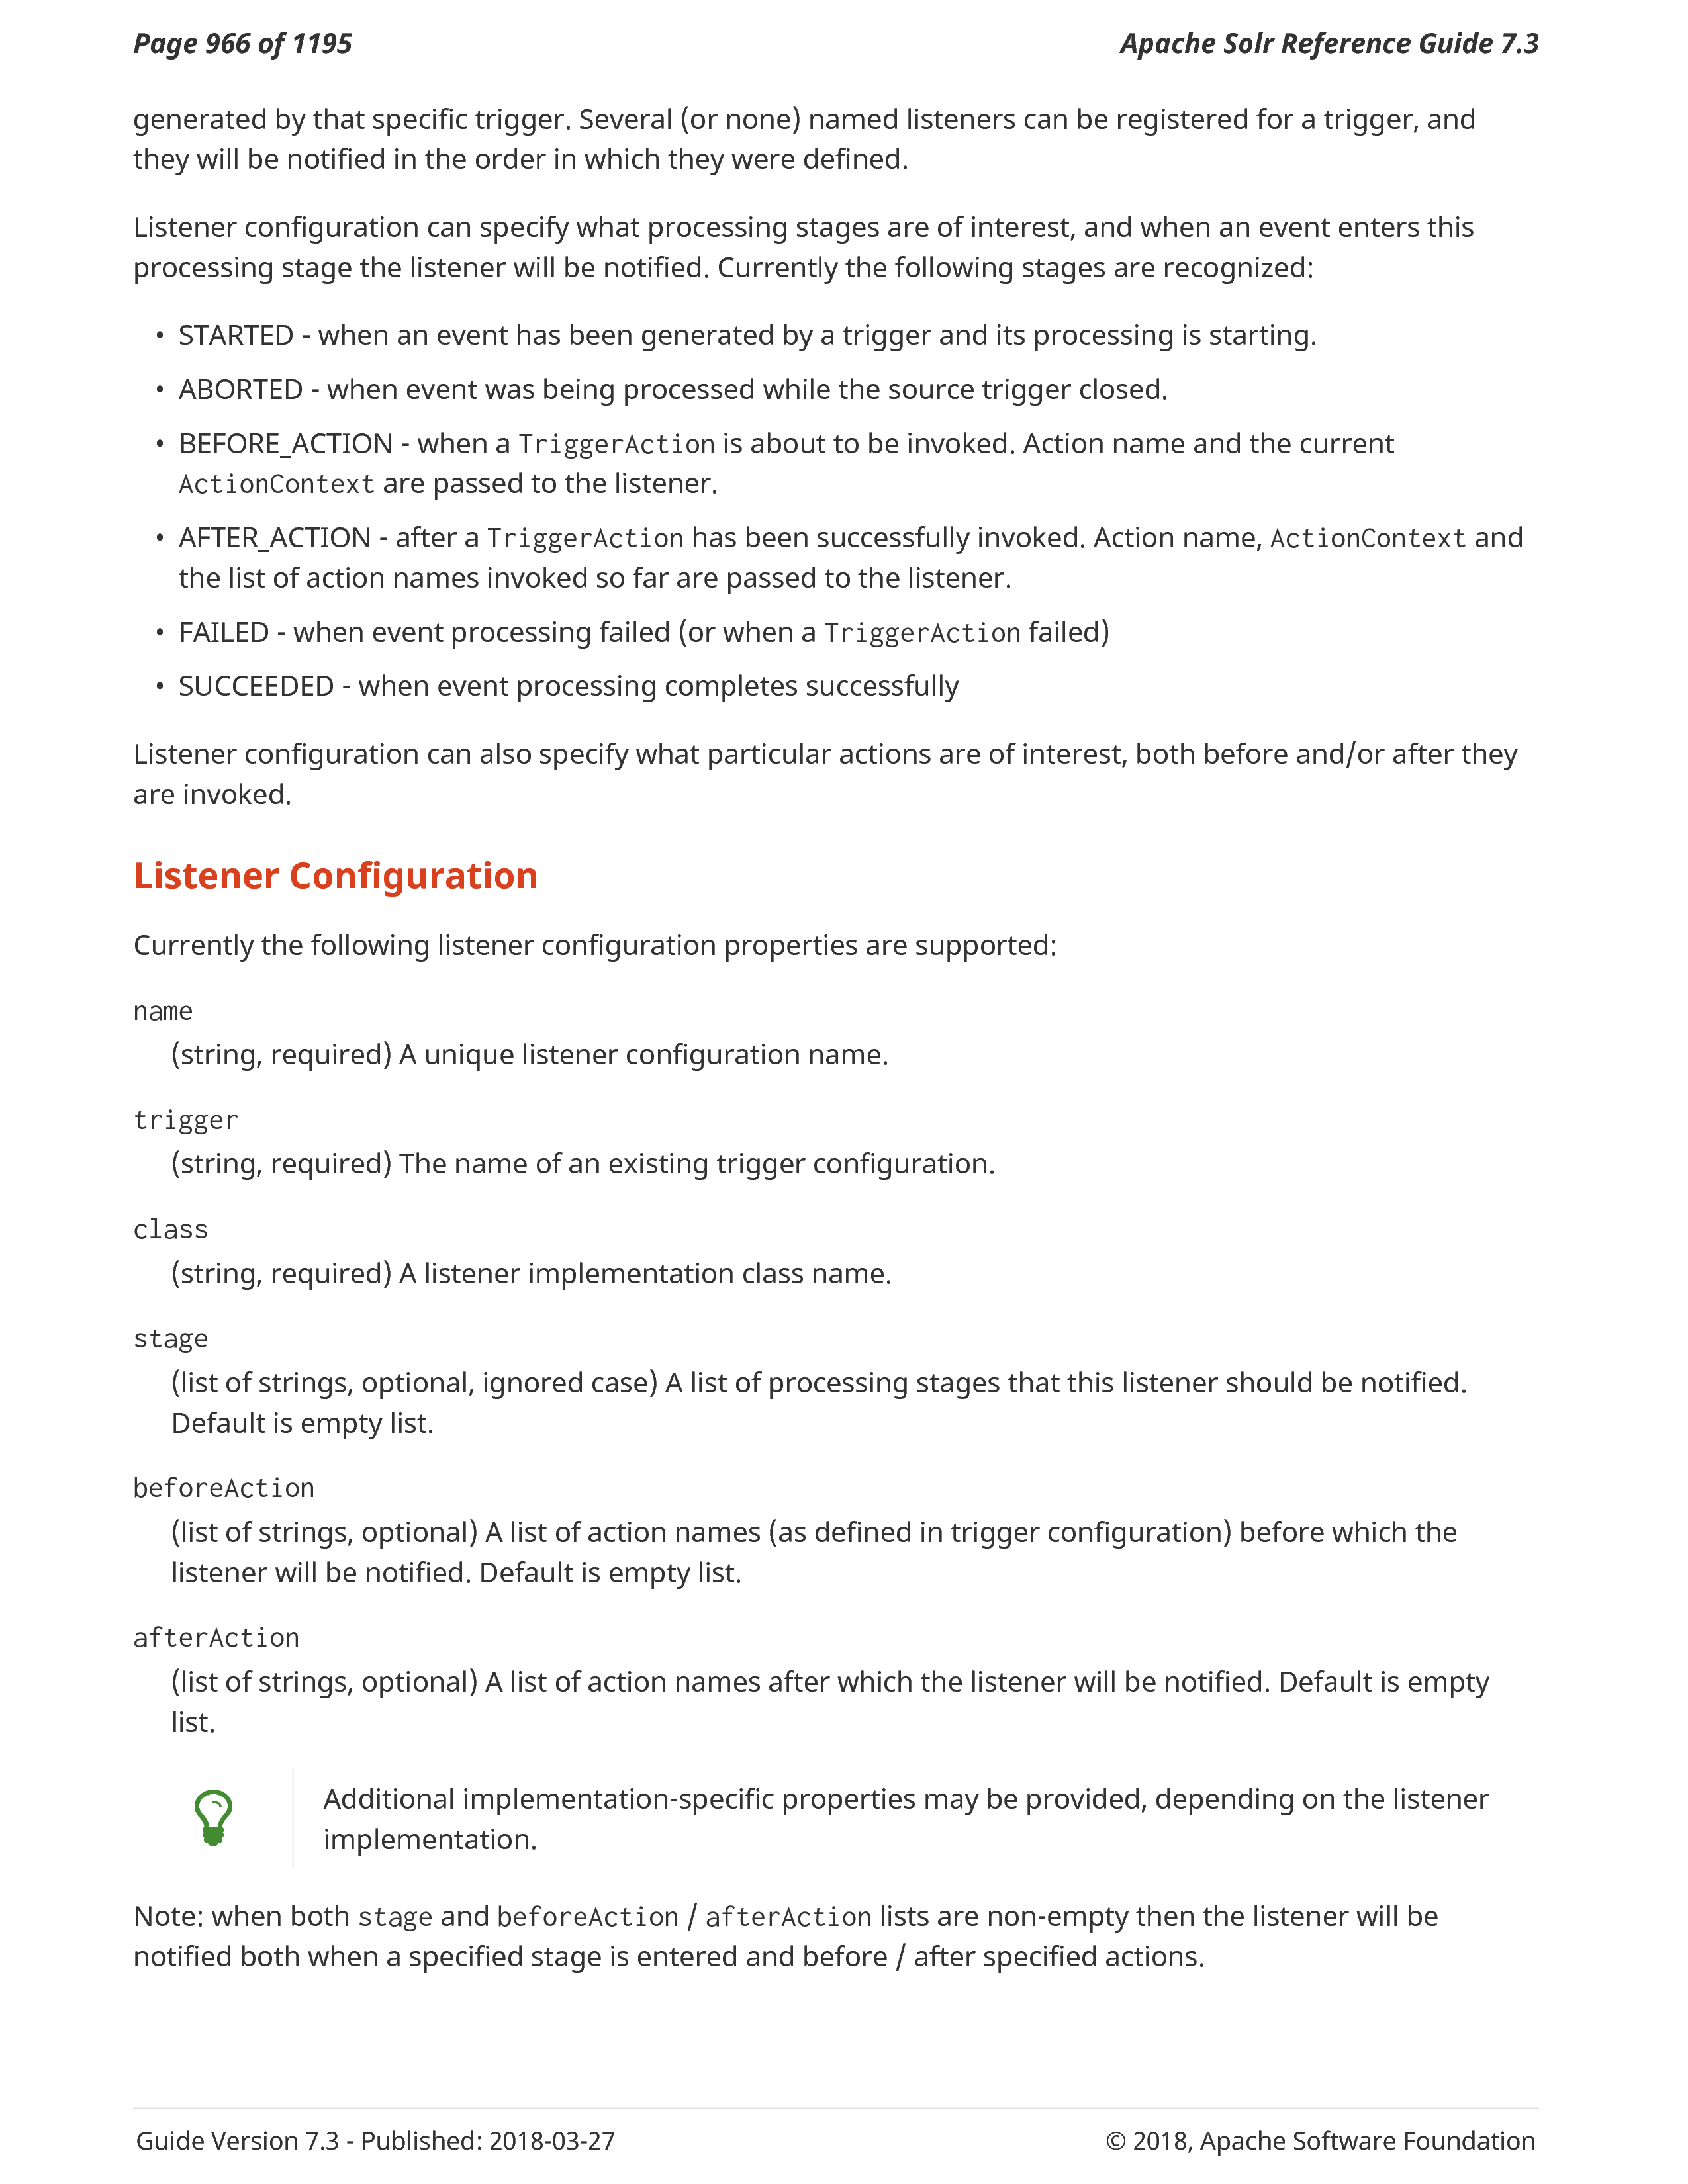 Page 966 of 1195
Apache Solr Reference Guide 7.3
generated by that specific trigger. Several (or none) named listeners can be registered for a trigger, and
they will be notified in the order in which they were defined.
Listener configuration can specify what processing stages are of interest, and when an event enters this
processing stage the listener will be notified. Currently the following stages are recognized:
• STARTED - when an event has been generated by a trigger and its processing is starting.
• ABORTED - when event was being processed while the source trigger closed.
• BEFORE_ACTION - when a TriggerAction is about to be invoked. Action name and the current
ActionContext are passed to the listener.
• AFTER_ACTION - after a TriggerAction has been successfully invoked. Action name, ActionContext and
the list of action names invoked so far are passed to the listener.
• FAILED - when event processing failed (or when a TriggerAction failed)
• SUCCEEDED - when event processing completes successfully
Listener configuration can also specify what particular actions are of interest, both before and/or after they
are invoked.
Listener Configuration
Currently the following listener configuration properties are supported:
name
(string, required) A unique listener configuration name.
trigger
(string, required) The name of an existing trigger configuration.
class
(string, required) A listener implementation class name.
stage
(list of strings, optional, ignored case) A list of processing stages that this listener should be notified.
Default is empty list.
beforeAction
(list of strings, optional) A list of action names (as defined in trigger configuration) before which the
listener will be notified. Default is empty list.
afterAction
(list of strings, optional) A list of action names after which the listener will be notified. Default is empty
list.
Additional implementation-specific properties may be provided, depending on the listener
implementation.
Note: when both stage and beforeAction / afterAction lists are non-empty then the listener will be
notified both when a specified stage is entered and before / after specified actions.
Guide Version 7.3 - Published: 2018-03-27
© 2018, Apache Software Foundation